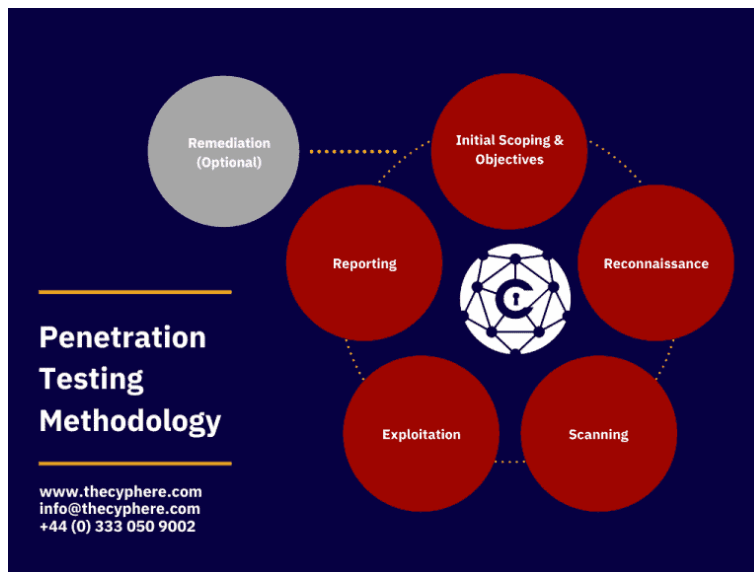 Remediation
(Optional)
Initial Scoping &
Objectives
Reporting
Reconnaissance
Exploitation
Scanning
Penetration
Testing
Methodology
www.thecyphere.com
info@thecyphere.com
+44 (0) 333 050 9002